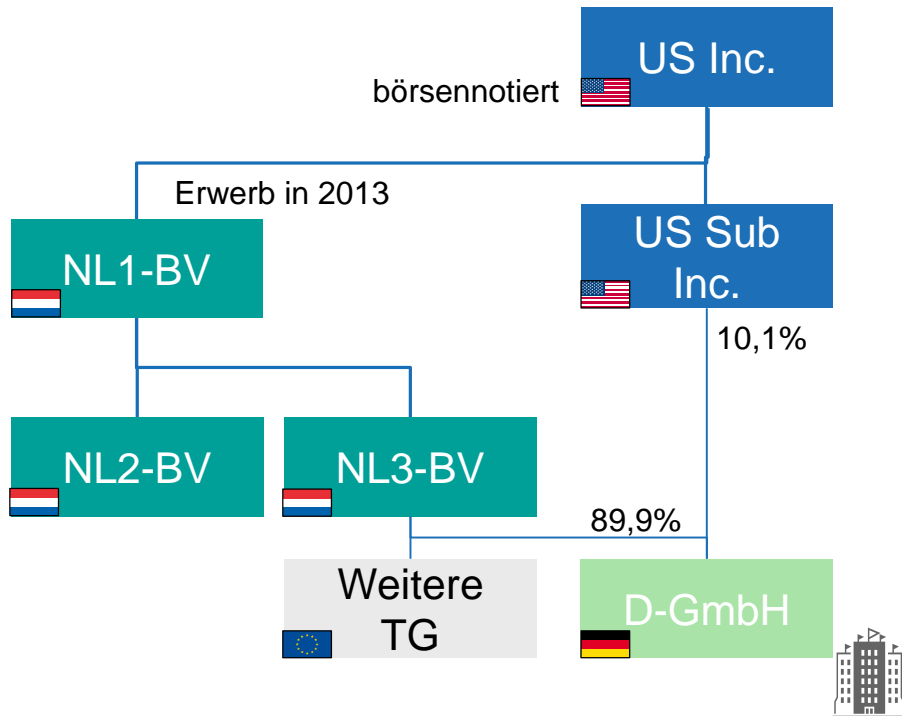 US Inc.
börsennotiert
Erwerb in 2013
NL1-BV
US Sub
Inc.
10,1%
NL2-BV
NL3-BV
89,9%
Weitere
TG
D-GmbH